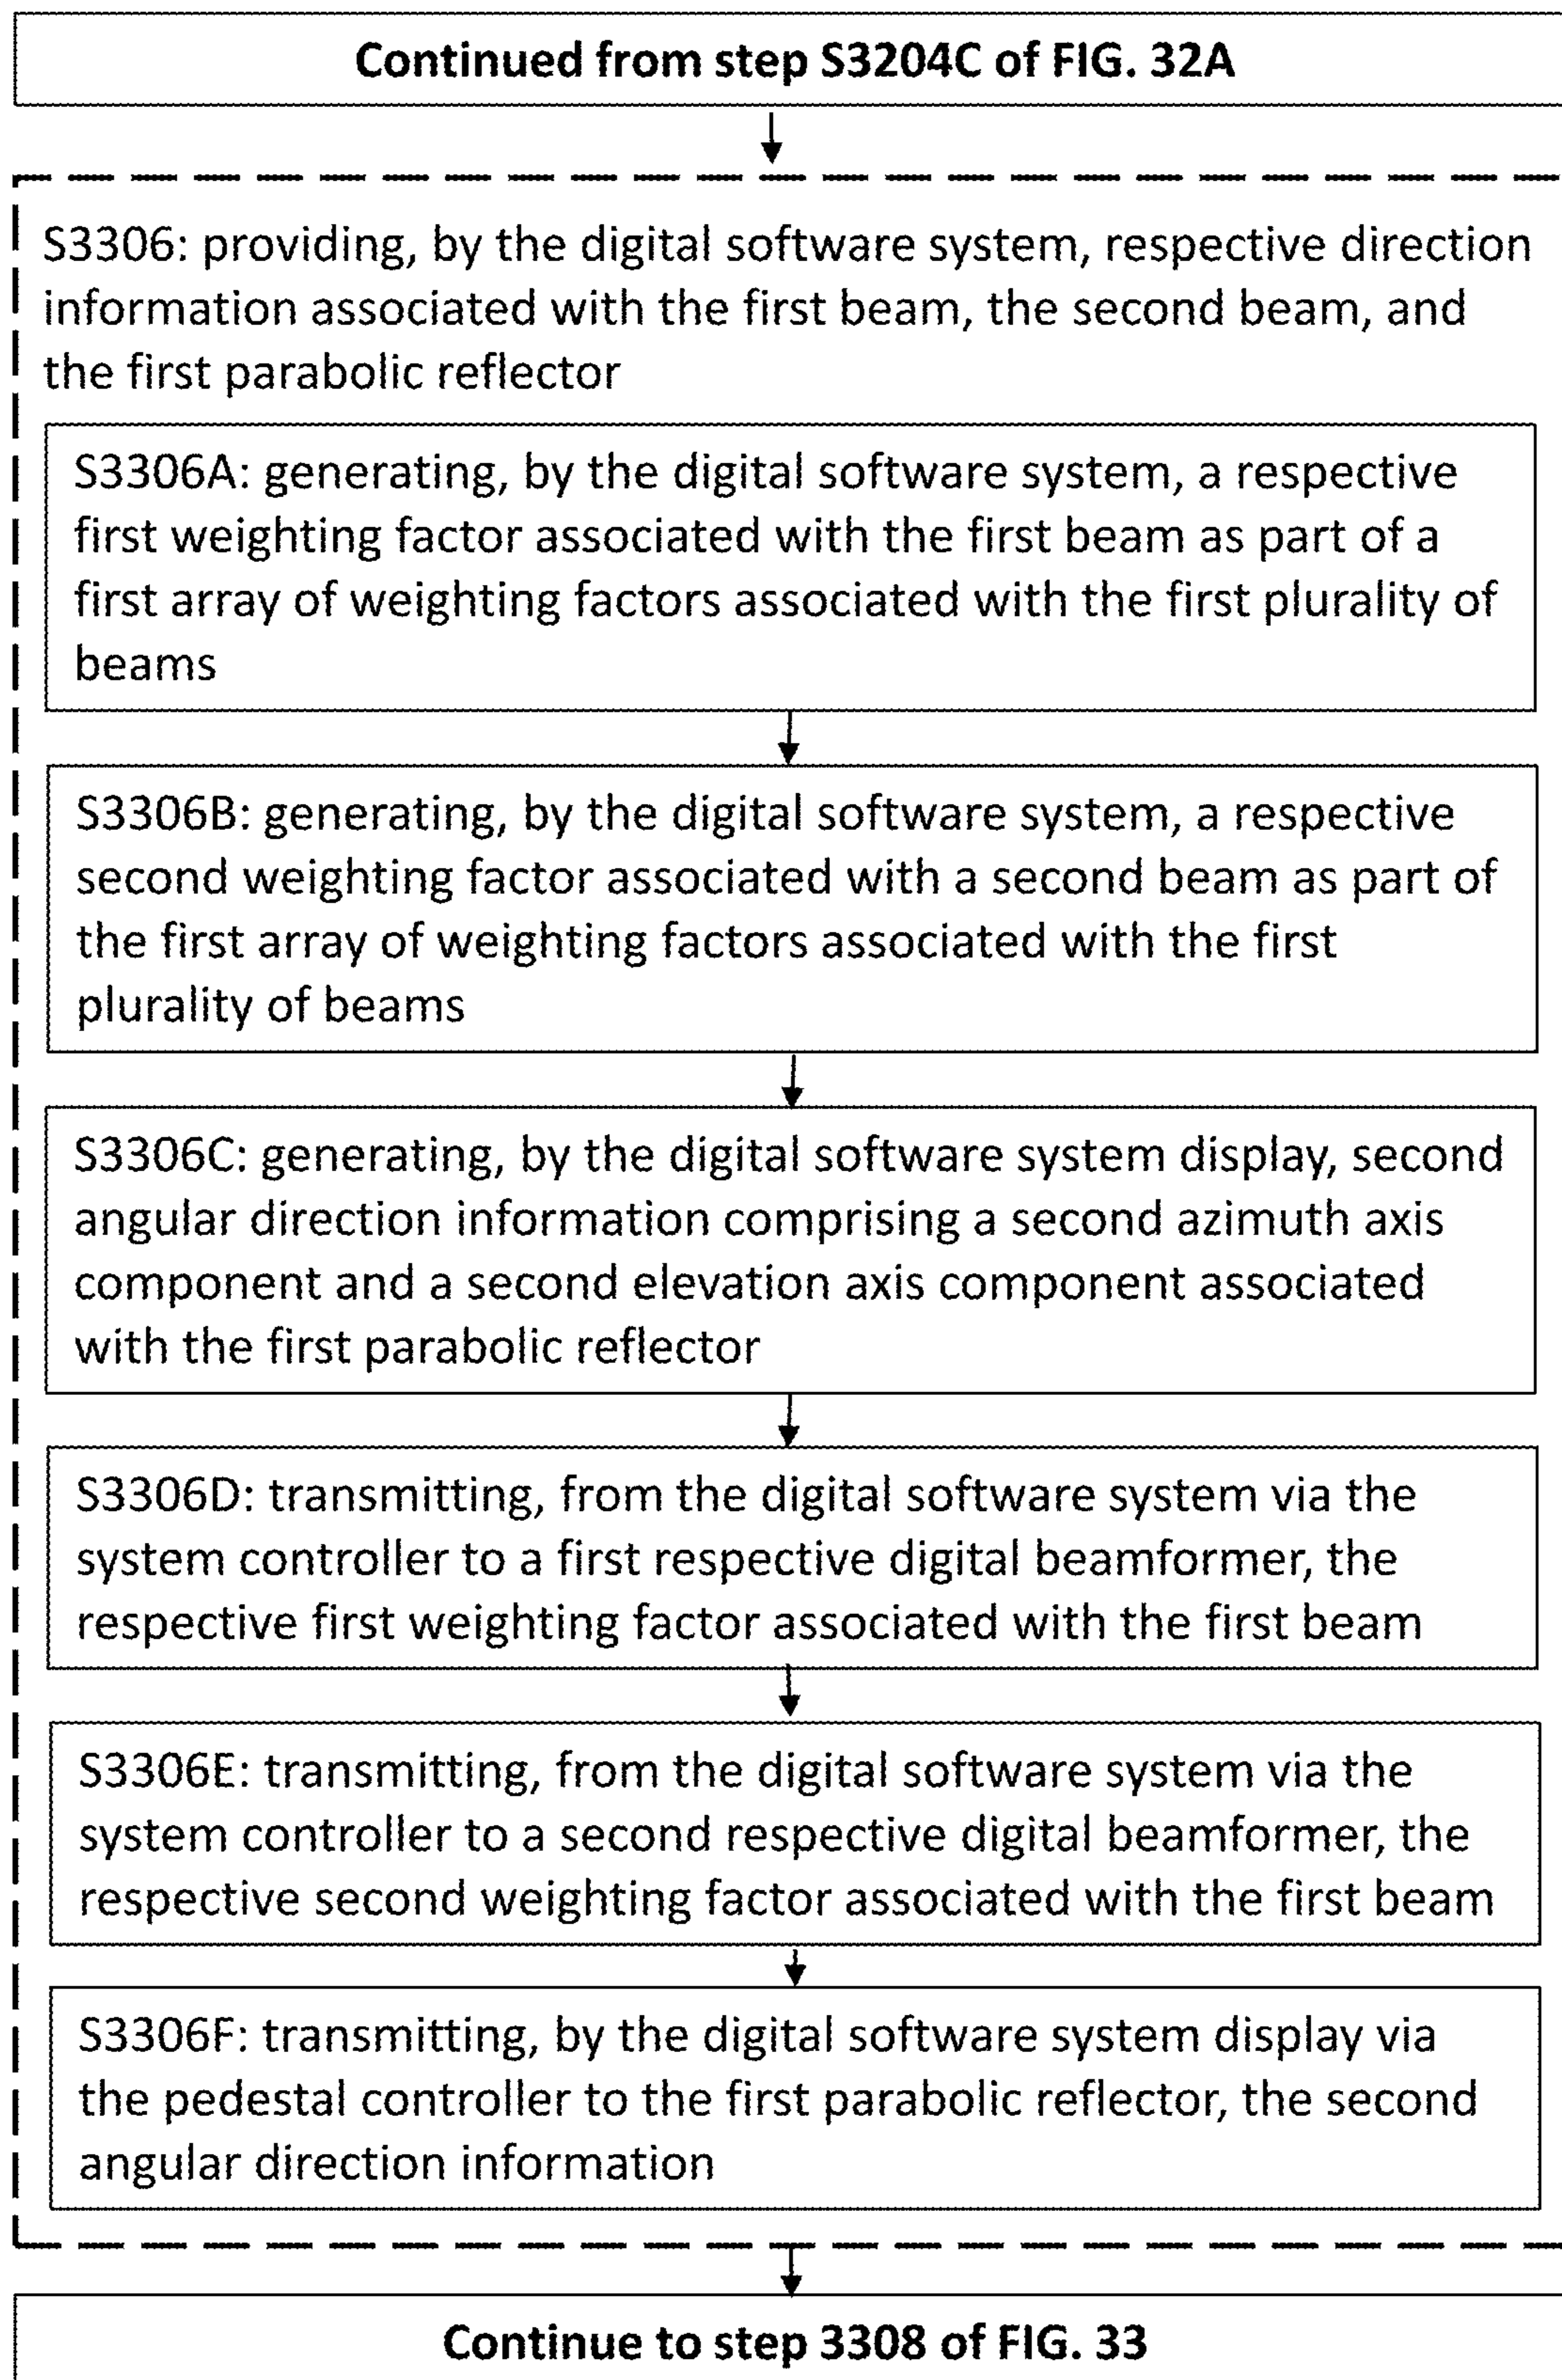 Continued from step S3204C of FIG. 32A
S3306: providing, by the digital software system, respective direction
information associated with the first beam, the second beam, and
the first parabolic reflector
S3306A: generating, by the digital software system, a respective
first weighting factor associated with the first beam as part of a
first array of weighting factors associated with the first plurality of
beams
S3306B: generating, by the digital software system, a respective
second weighting factor associated with a second beam as part of
the first array of weighting factors associated with the first
plurality of beams
S3306C: generating, by the digital software system display, second
angular direction information comprising a second azimuth axis
component and a second elevation axis component associated
with the first parabolic reflector
S3306D: transmitting, from the digital software system via the
system controller to a first respective digital beamformer, the
respective first weighting factor associated with the first beam
S3306E: transmitting, from the digital software system via the
system controller to a second respective digital beamformer, the
respective second weighting factor associated with the first beam
S3306F: transmitting, by the digital software system display via
the pedestal controller to the first parabolic reflector, the second
angular direction information
Continue to step 3308 of FIG. 33